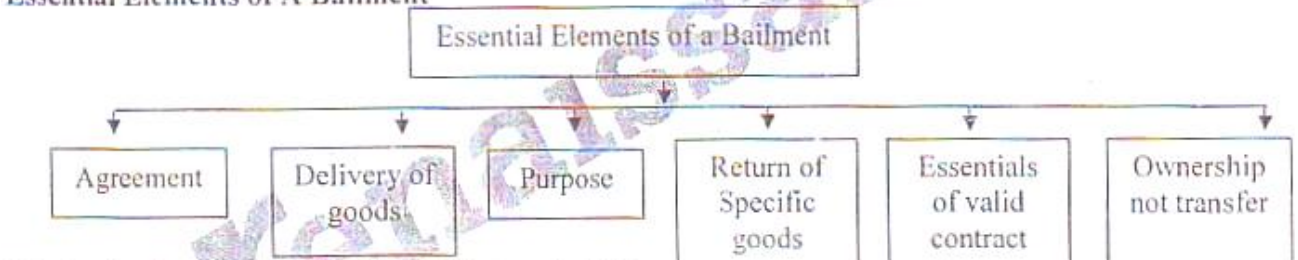 Essential Elements of A Bailment
Essential Elements of a Bailment
Agreement
Delivery of
goods
Purpose
Return of
Specific
goods
Essentials
of valid
contract
Ownership
not transfer